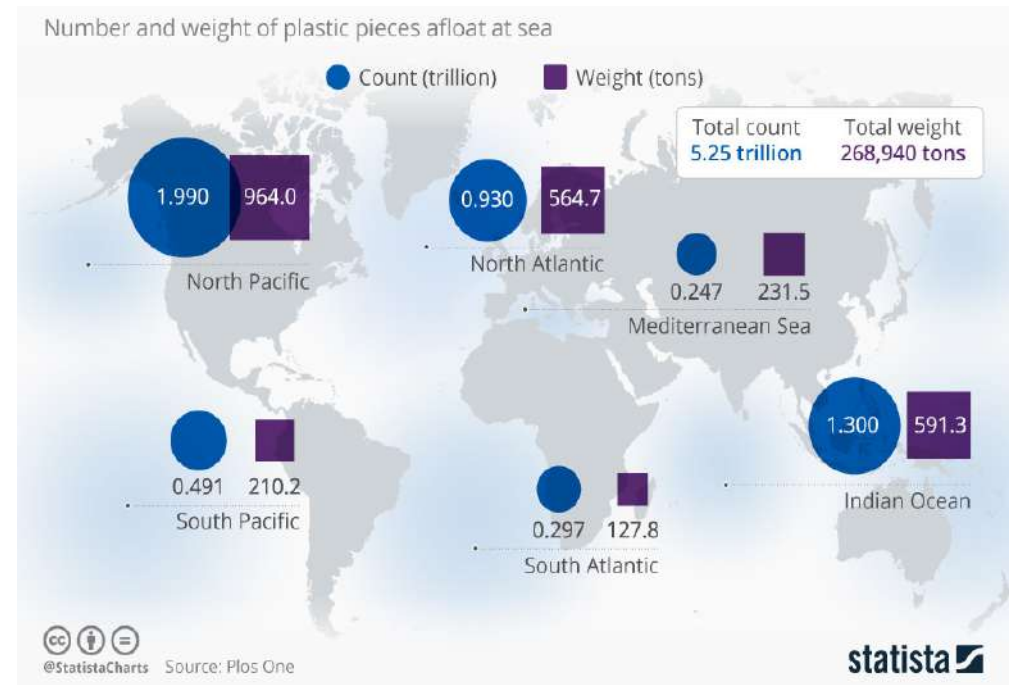 Number and weight of plastic pieces afloat at sea
Count (trillion) Weight (tons)
Total count Total weight
5.25 trillion 268,940 tons
1.990 964.0
North Pacific
0.930 564.7
North Atlantic
0.247 231.5
Mediterranean Sea
0.491 210.2
South Pacific
0.297 127.8
South Atlantic
1.300 591.3
Indian Ocean
cc
@StatistaCharts Source: Plos One
statista